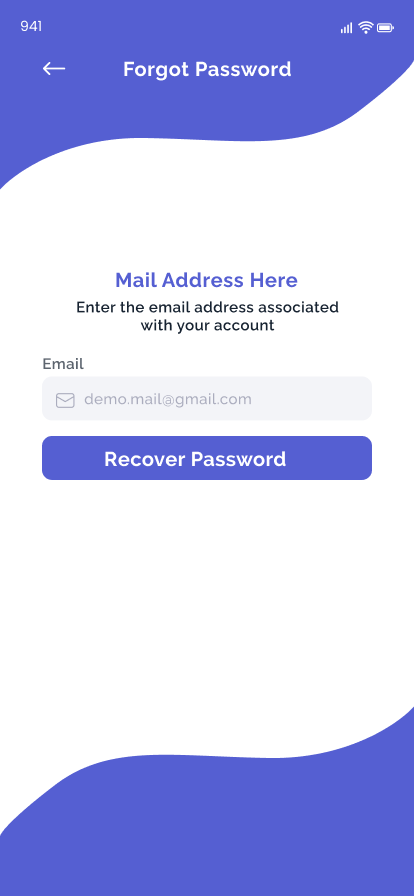 941
Forgot Password
Mail Address Here
Enter the email address associated
with your account
Email
demo.mail@gmail.com
Recover Password